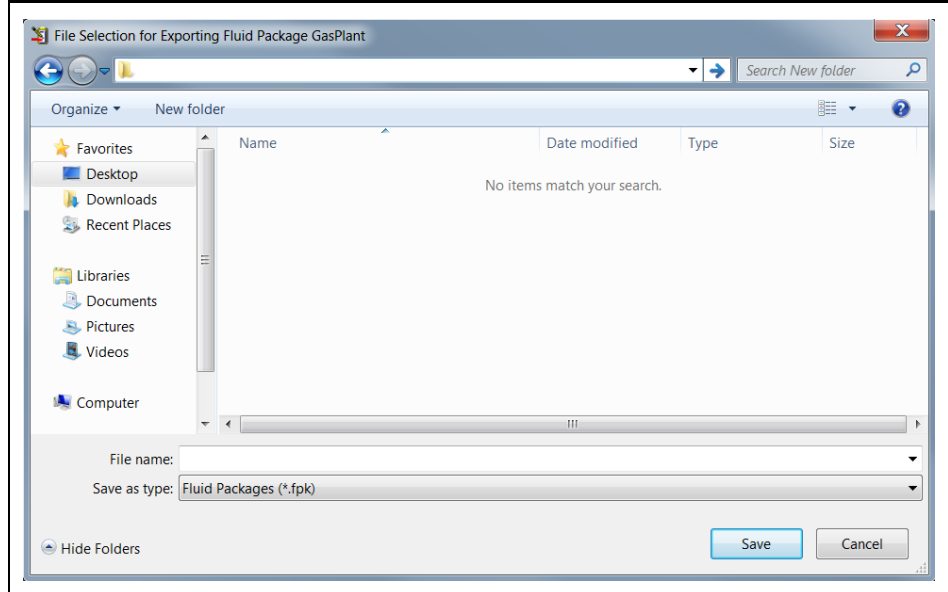 File Selection for Exporting Fluid Package GasPlant
Search New folder
Organize New folder
Name Date modified Type Size
No items match your search.
Favorites
Desktop
Downloads
Recent Places
Libraries
Documents
Pictures
Videos
Computer
File name:
Save as type: Fluid Packages (*.fpk)
Hide Folders Save Cancel